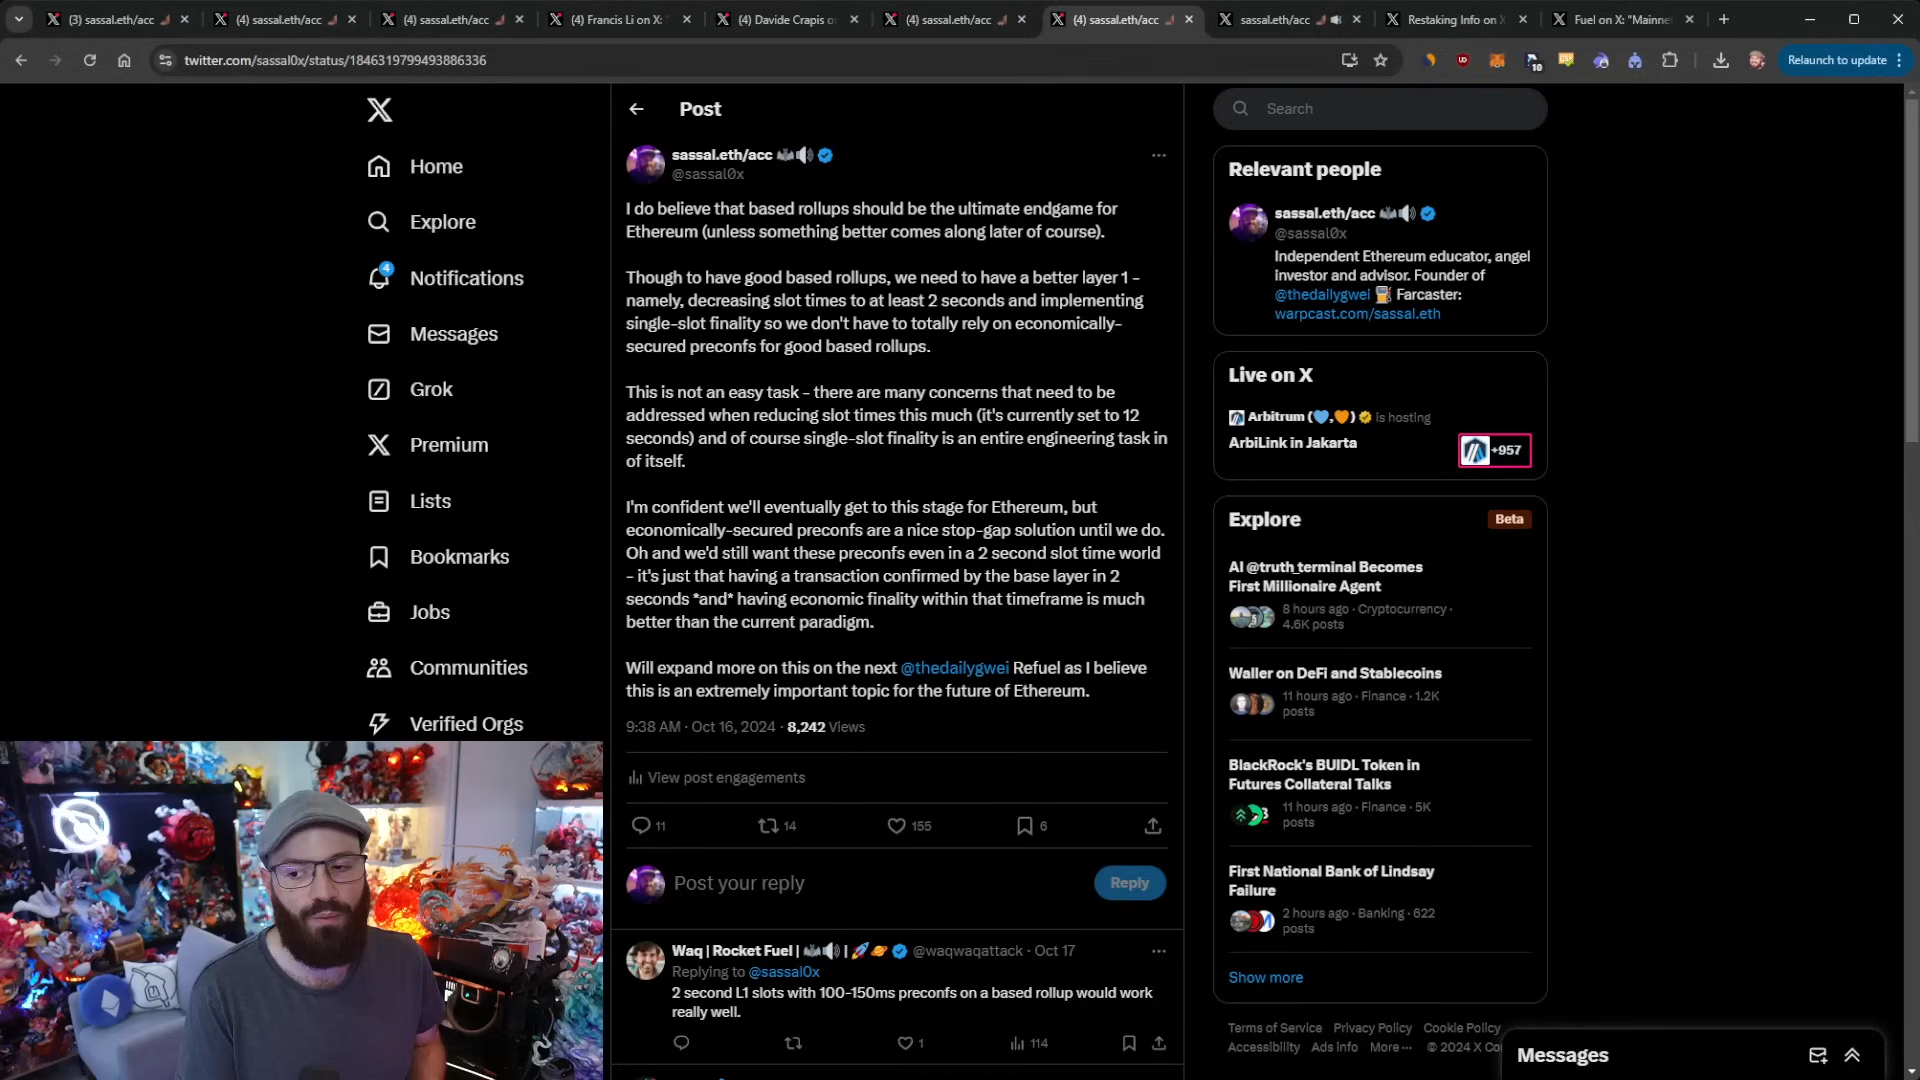 (3) sassal.eth/acc
(4) sassal.eth/acc
(4) sassal.eth/acc
(4) Francis Li on X: "
(4) Davide Crapis on
(4) sassal.eth/acc
(4) sassal.eth/acc
sassal.eth/acc
Restaking Info on X
Fuel on X: "Mainnet
twitter.com/sassal0x/status/1846319799493886336
10
Relaunch to update
Home
Explore
4
Notifications
Messages
Grok
Premium
Lists
Bookmarks
Jobs
Communities
Verified Orgs
Post
sassal.eth/acc
@sassal0x
I do believe that based rollups should be the ultimate endgame for
Ethereum (unless something better comes along later of course).
Though to have good based rollups, we need to have a better layer 1 -
namely, decreasing slot times to at least 2 seconds and implementing
single-slot finality so we don't have to totally rely on economically-
secured preconfs for good based rollups.
This is not an easy task - there are many concerns that need to be
addressed when reducing slot times this much (it's currently set to 12
seconds) and of course single-slot finality is an entire engineering task in
of itself.
I'm confident we'll eventually get to this stage for Ethereum, but
economically-secured preconfs are a nice stop-gap solution until we do.
Oh and we'd still want these preconfs even in a 2 second slot time world
- it's just that having a transaction confirmed by the base layer in 2
seconds *and* having economic finality within that timeframe is much
better than the current paradigm.
Will expand more on this on the next @thedailygwei Refuel as I believe
this is an extremely important topic for the future of Ethereum.
9:38 AM · Oct 16, 2024 · 8,242 Views
View post engagements
11
14
155
6
Post your reply
Reply
Waq | Rocket Fuel | | @waqwaqattack · Oct 17
Replying to @sassal0x
2 second L1 slots with 100-150ms preconfs on a based rollup would work
really well.
1
114
Search
Relevant people
sassal.eth/acc
@sassal0x
Independent Ethereum educator, angel
investor and advisor. Founder of
@thedailygwei Farcaster:
warpcast.com/sassal.eth
Live on X
Arbitrum (💙,🧡) is hosting
ArbiLink in Jakarta
+957
Explore
Beta
AI @truth_terminal Becomes
First Millionaire Agent
8 hours ago · Cryptocurrency ·
4.6K posts
Waller on DeFi and Stablecoins
11 hours ago · Finance · 1.2K
posts
BlackRock's BUIDL Token in
Futures Collateral Talks
11 hours ago · Finance · 5K
posts
First National Bank of Lindsay
Failure
2 hours ago · Banking · 622
posts
Show more
Terms of Service Privacy Policy Cookie Policy
Accessibility Ads info More ··· © 2024 X Co
Messages